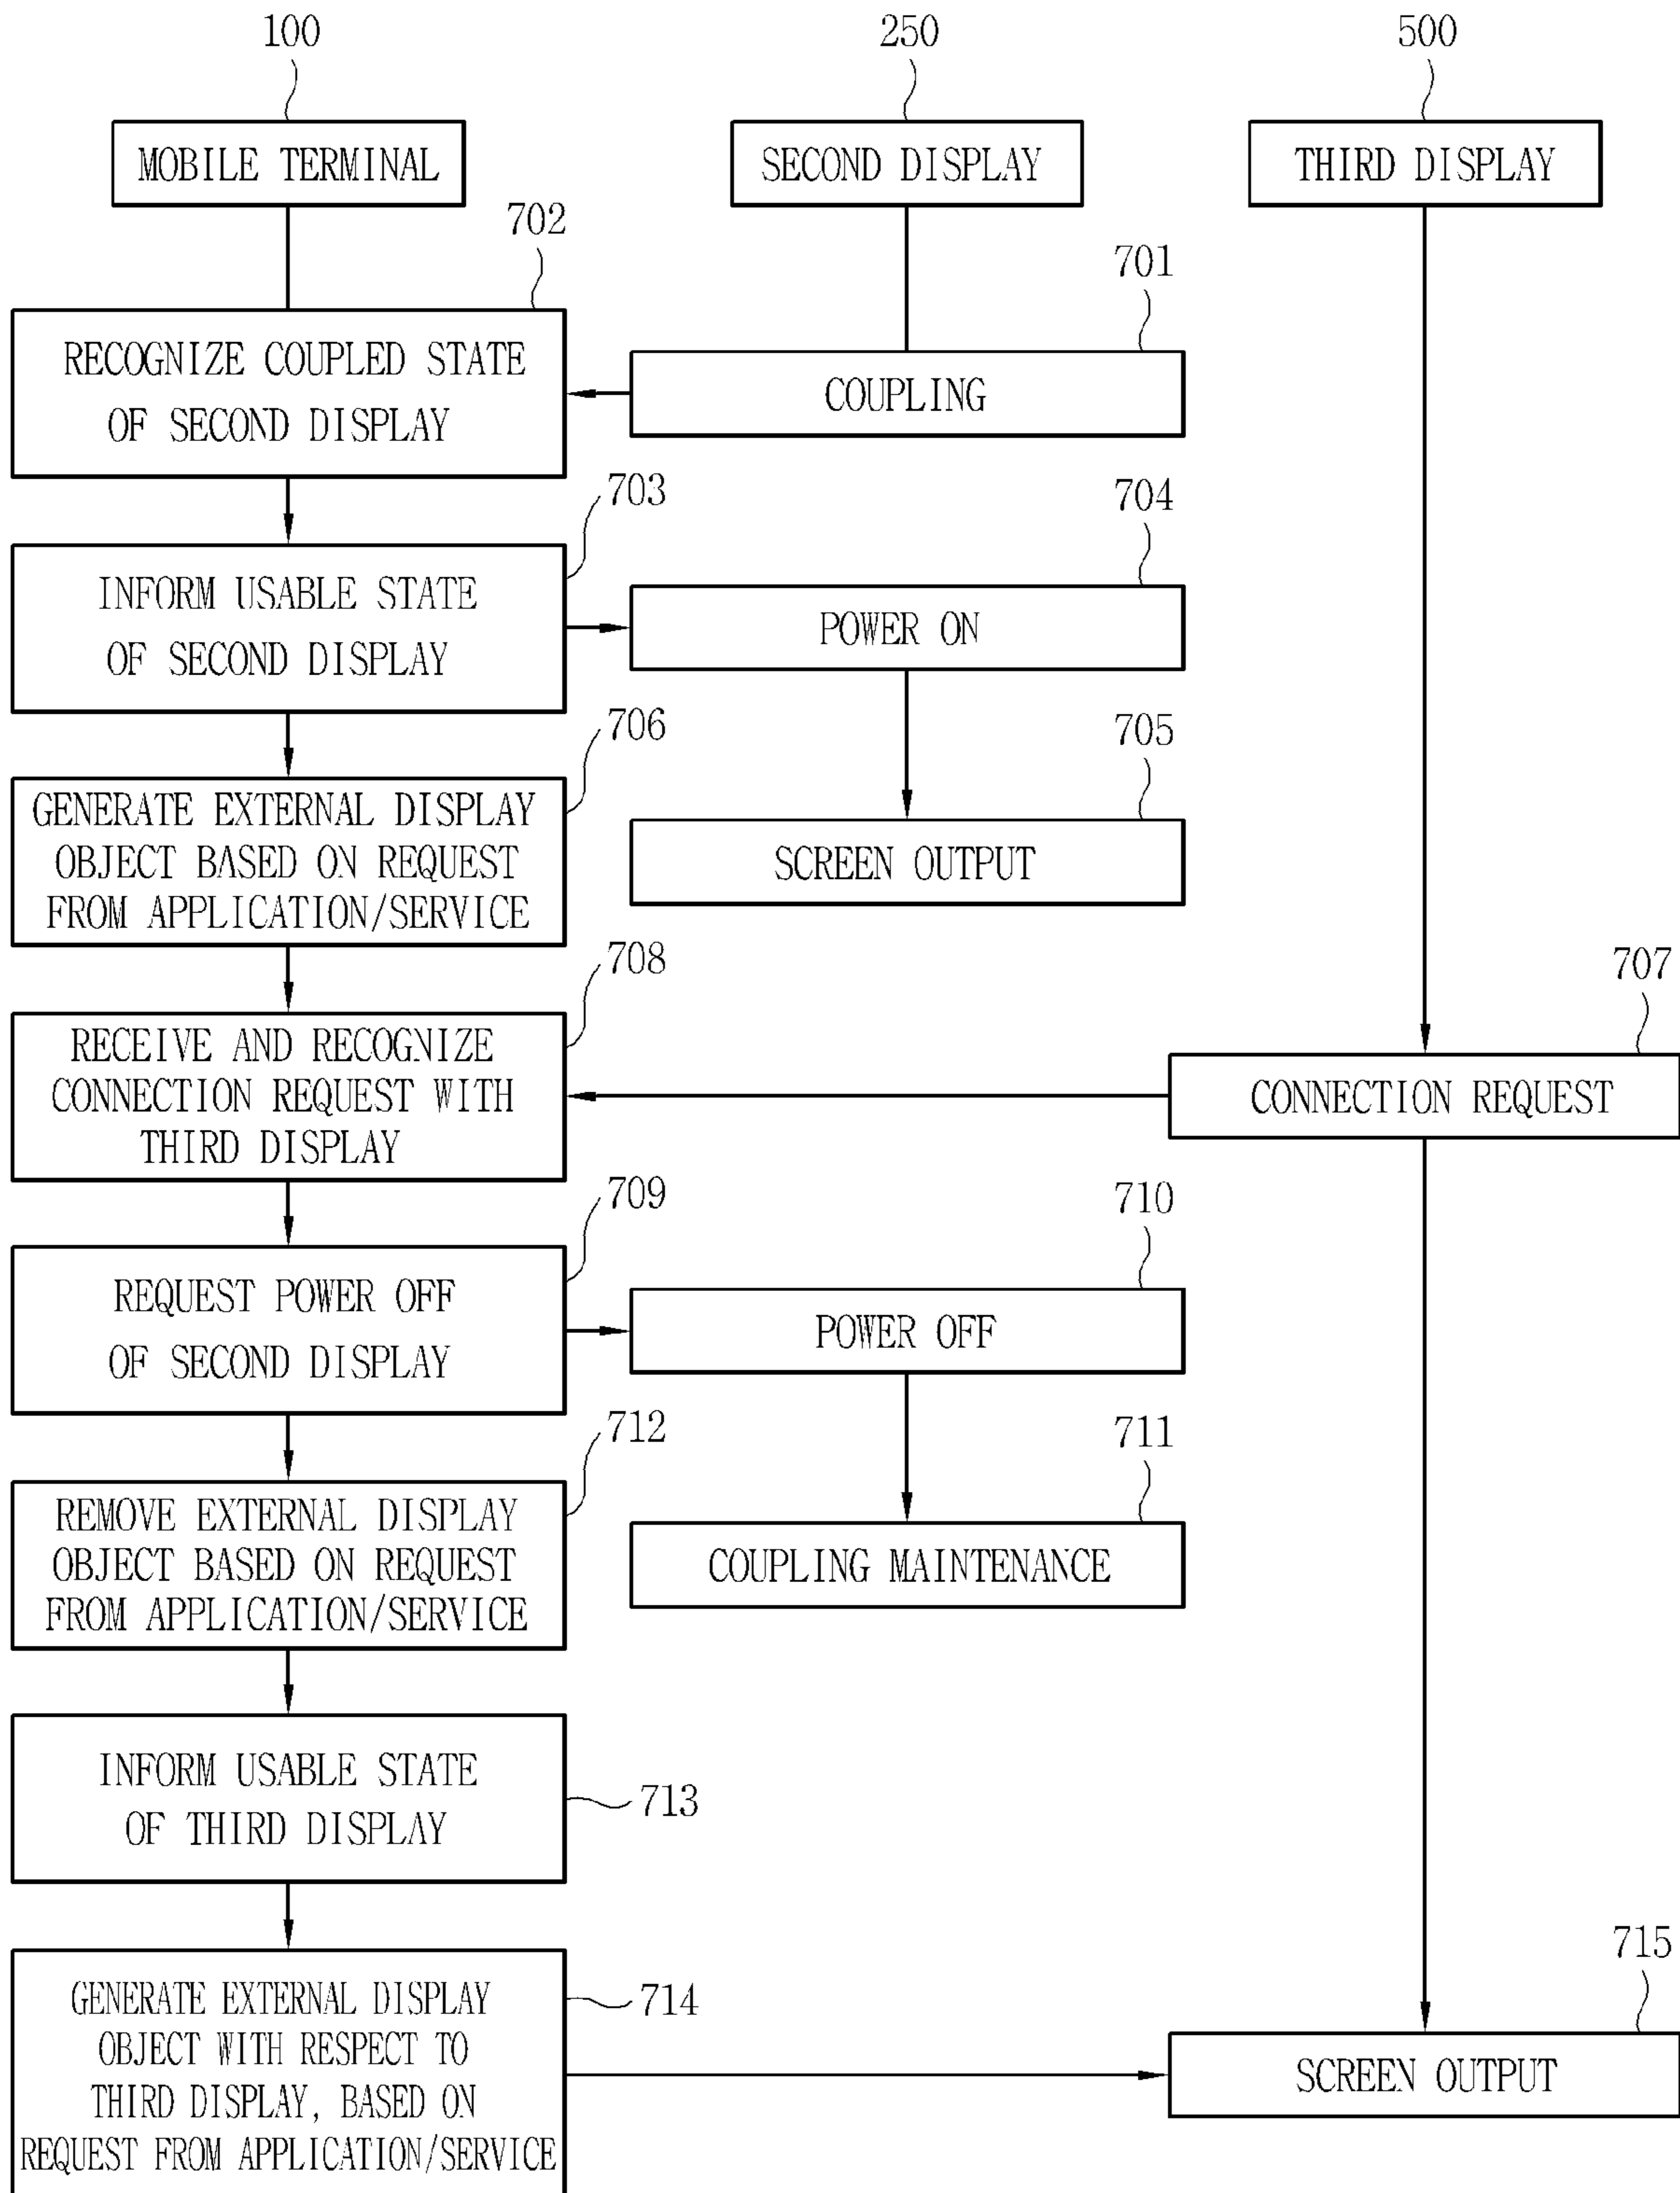 100
250
500
MOBILE TERMINAL
SECOND DISPLAY
THIRD DISPLAY
702
701
RECOGNIZE COUPLED STATE
OF SECOND DISPLAY
COUPLING
703
704
INFORM USABLE STATE
OF SECOND DISPLAY
POWER ON
706
705
GENERATE EXTERNAL DISPLAY
OBJECT BASED ON REQUEST
FROM APPLICATION/SERVICE
SCREEN OUTPUT
708
707
RECEIVE AND RECOGNIZE
CONNECTION REQUEST WITH
THIRD DISPLAY
CONNECTION REQUEST
709
710
REQUEST POWER OFF
OF SECOND DISPLAY
POWER OFF
712
711
REMOVE EXTERNAL DISPLAY
OBJECT BASED ON REQUEST
FROM APPLICATION/SERVICE
COUPLING MAINTENANCE
INFORM USABLE STATE
OF THIRD DISPLAY
713
715
GENERATE EXTERNAL DISPLAY
OBJECT WITH RESPECT TO
THIRD DISPLAY, BASED ON
REQUEST FROM APPLICATION/SERVICE
714
SCREEN OUTPUT